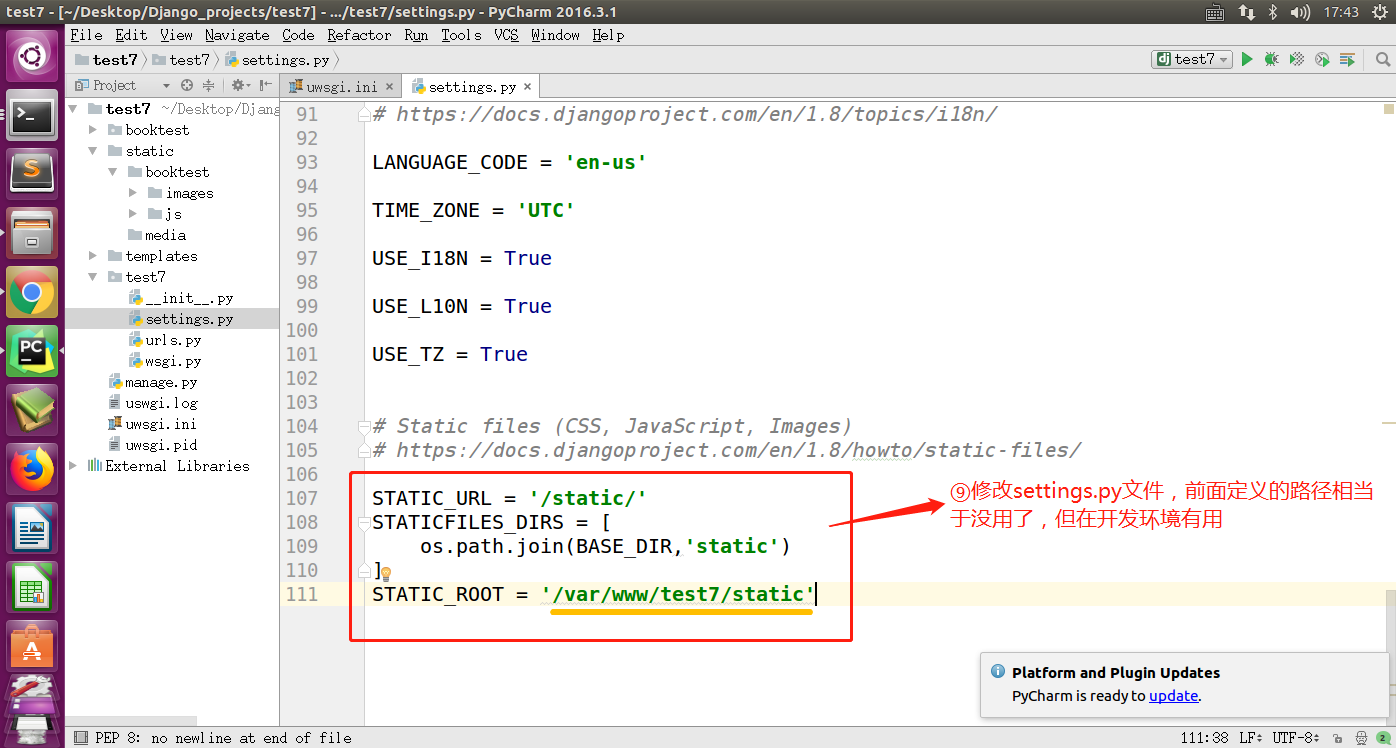 test7 - [~/Desktop/Django_projects/test7] - .../test7/settings.py - PyCharm 2016.3.1
17:43
File Edit View Navigate Code Refactor Run Tools VCS Window Help
test7 test7 settings.py
dj test7
Project
uwsgi.ini × settings.py ×
test7 ~/Desktop/Djang
booktest
static
booktest
images
js
media
templates
test7
__init__.py
settings.py
urls.py
wsgi.py
manage.py
uswgi.log
uwsgi.ini
uwsgi.pid
External Libraries
91 # https://docs.djangoproject.com/en/1.8/topics/i18n/
92
93 LANGUAGE_CODE = 'en-us'
94
95 TIME_ZONE = 'UTC'
96
97 USE_I18N = True
98
99 USE_L10N = True
100
101 USE_TZ = True
102
103
104 # Static files (CSS, JavaScript, Images)
105 # https://docs.djangoproject.com/en/1.8/howto/static-files/
106
107 STATIC_URL = '/static/'
108 STATICFILES_DIRS = [
109 os.path.join(BASE_DIR,'static')
110 ]
111 STATIC_ROOT = '/var/www/test7/static'
⑨修改settings.py文件，前面定义的路径相当
于没用了，但在开发环境有用
Platform and Plugin Updates
PyCharm is ready to update.
PEP 8: no newline at end of file
111:38 LF÷ UTF-8÷ 2
PC